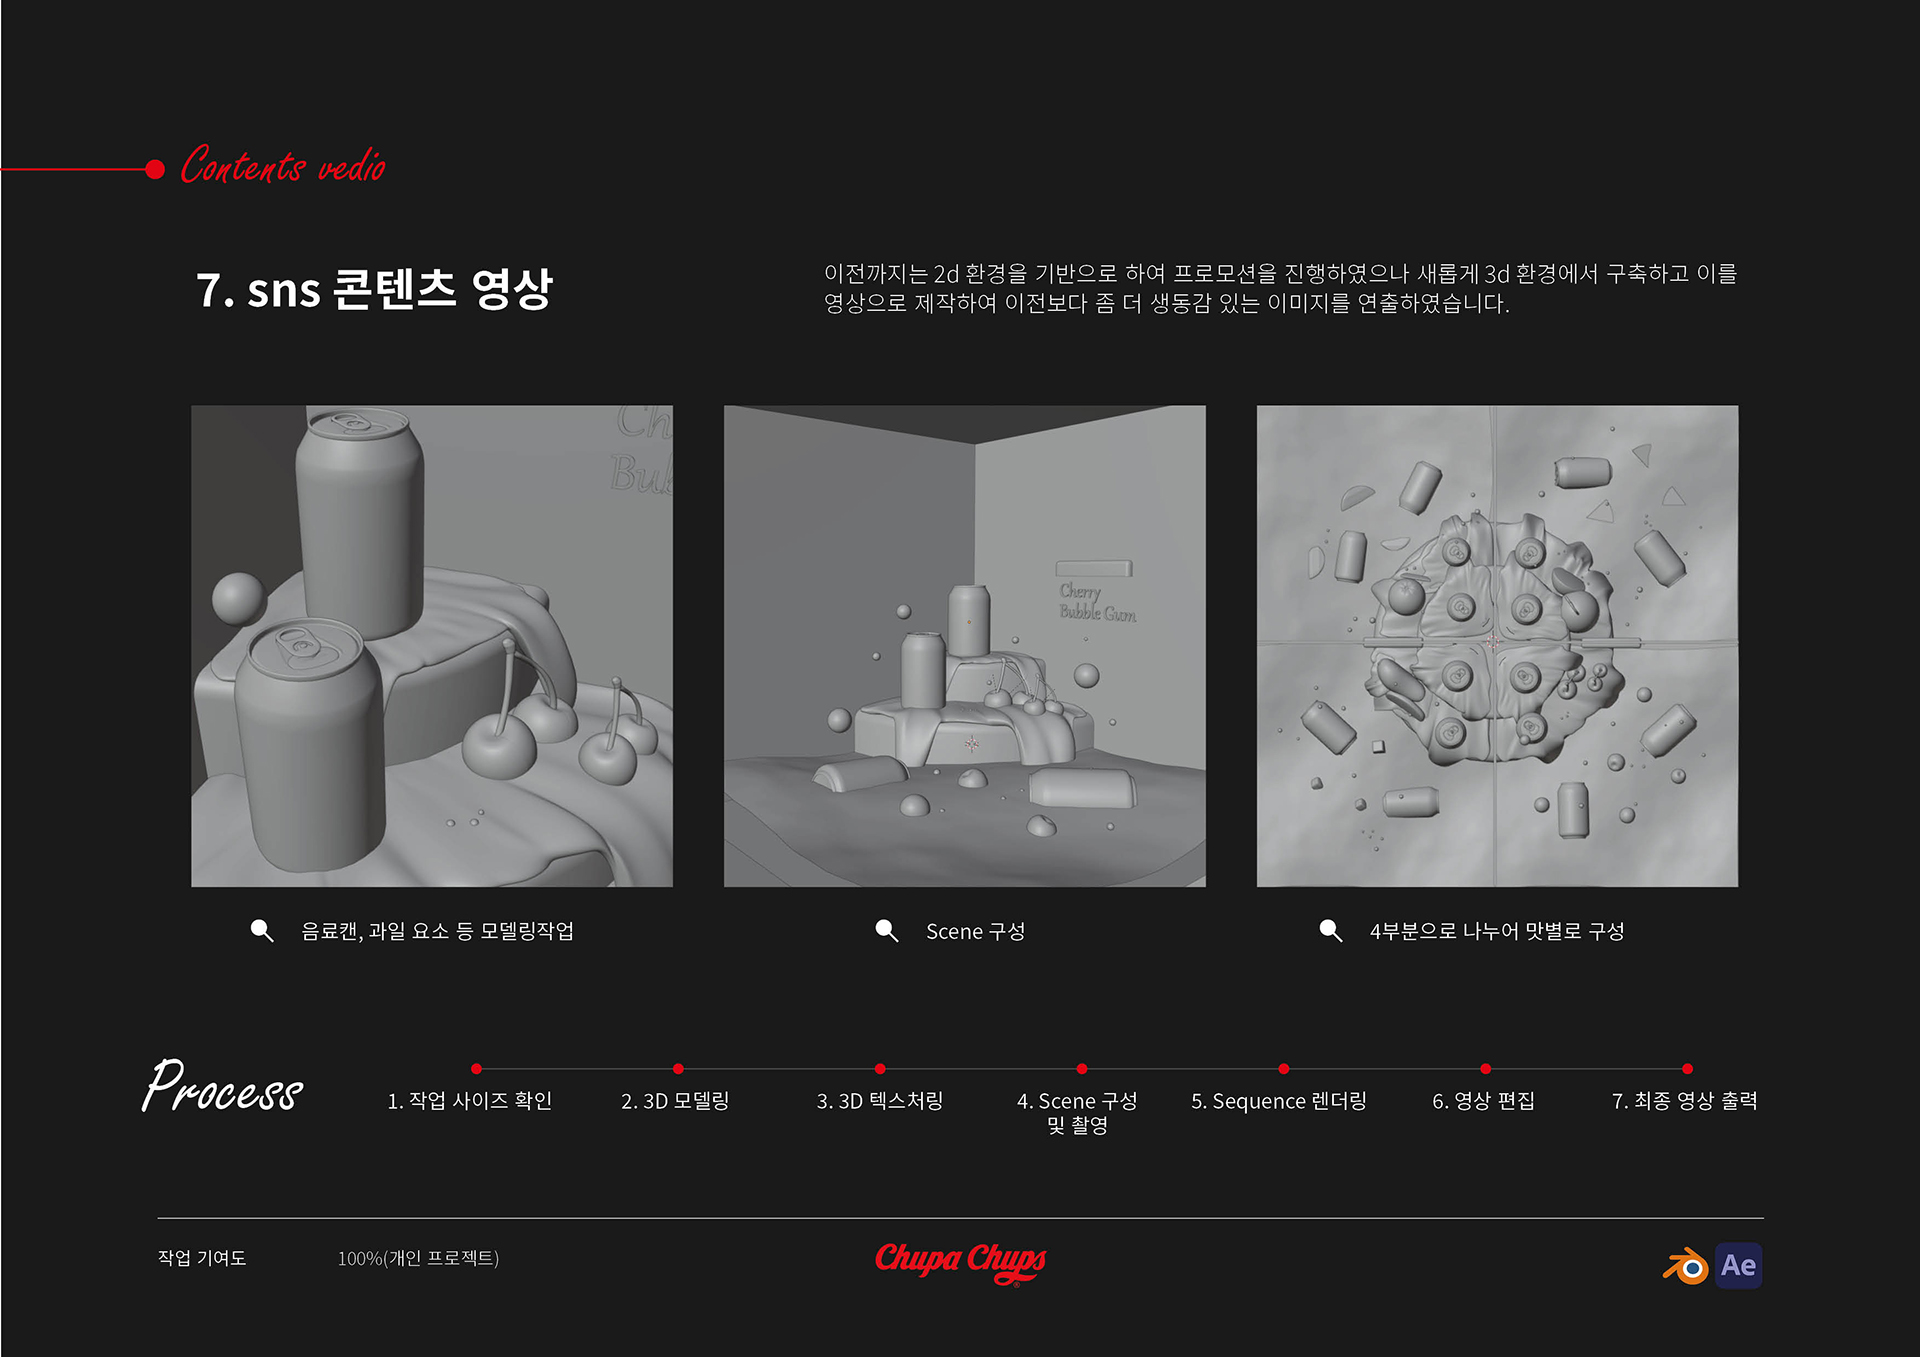 Contents vedio
7. sns 콘텐츠 영상
이전까지는 2d 환경을 기반으로 하여 프로모션을 진행하였으나 새롭게 3d 환경에서 구축하고 이를
영상으로 제작하여 이전보다 좀 더 생동감 있는 이미지를 연출하였습니다.
Ch
Bub
Cherry
Bubble Gum
음료캔, 과일 요소 등 모델링작업
Scene 구성
4부분으로 나누어 맛별로 구성
Process
1. 작업 사이즈 확인
2. 3D 모델링
3. 3D 텍스처링
4. Scene 구성
및 촬영
5. Sequence 렌더링
6. 영상 편집
7. 최종 영상 출력
작업 기여도
100%(개인 프로젝트)
Chupa Chups
®
Ae